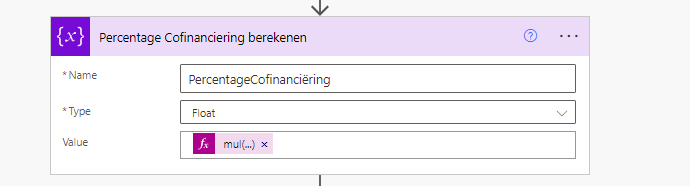 {x} Percentage Cofinanciering berekenen ? ...
* Name PercentageCofinanciëring
* Type Float
Value fx mul(...) ×